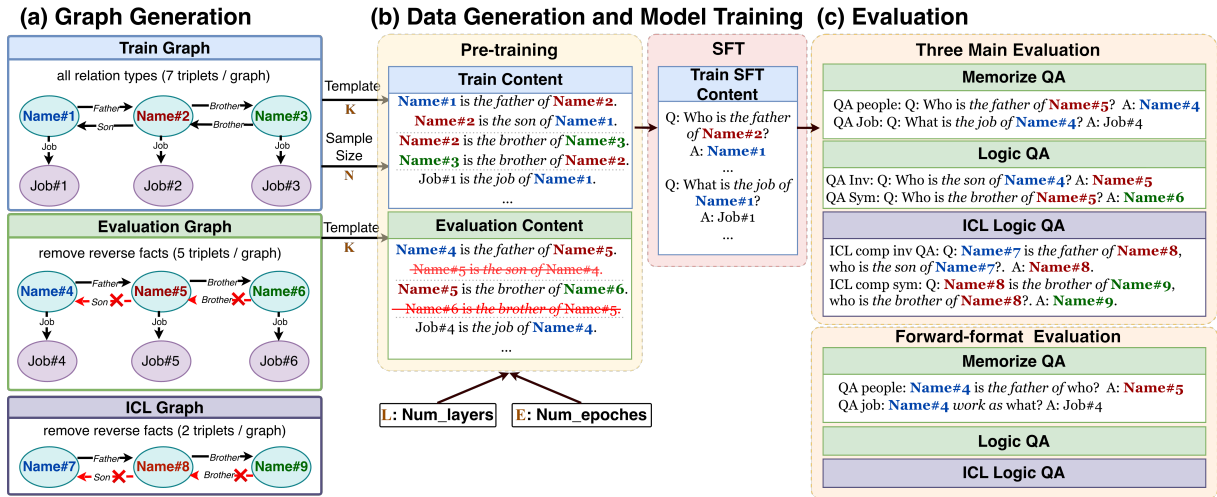 (a) Graph Generation
Train Graph
all relation types (7 triplets / graph)
Name#1
Father
Son
Name#2
Brother
Brother
Name#3
Job
Job
Job
Job#1
Job#2
Job#3
Evaluation Graph
remove reverse facts (5 triplets / graph)
Name#4
Father
Son
Name#5
Brother
Brother
Name#6
Job
Job
Job
Job#4
Job#5
Job#6
ICL Graph
remove reverse facts (2 triplets / graph)
Name#7
Father
Son
Name#8
Brother
Brother
Name#9
(b) Data Generation and Model Training
Template
K
Sample
Size
N
Template
K
Pre-training
Train Content
Name#1 is the father of Name#2.
Name#2 is the son of Name#1.
Name#2 is the brother of Name#3.
Name#3 is the brother of Name#2.
Job#1 is the job of Name#1.
...
Evaluation Content
Name#4 is the father of Name#5.
Name#5 is the son of Name#4.
Name#5 is the brother of Name#6.
Name#6 is the brother of Name#5.
Job#4 is the job of Name#4.
...
L: Num_layers
E: Num_epoches
SFT
Train SFT
Content
Q: Who is the father
of Name#2?
A: Name#1
...
Q: What is the job of
Name#1?
A: Job#1
...
(c) Evaluation
Three Main Evaluation
Memorize QA
QA people: Q: Who is the father of Name#5? A: Name#4
QA Job: Q: What is the job of Name#4? A: Job#4
Logic QA
QA Inv: Q: Who is the son of Name#4? A: Name#5
QA Sym: Q: Who is the brother of Name#5? A: Name#6
ICL Logic QA
ICL comp inv QA: Q: Name#7 is the father of Name#8,
who is the son of Name#7?. A: Name#8.
ICL comp sym: Q: Name#8 is the brother of Name#9,
who is the brother of Name#8?. A: Name#9.
Forward-format Evaluation
Memorize QA
QA people: Name#4 is the father of who? A: Name#5
QA job: Name#4 work as what? A: Job#4
Logic QA
ICL Logic QA